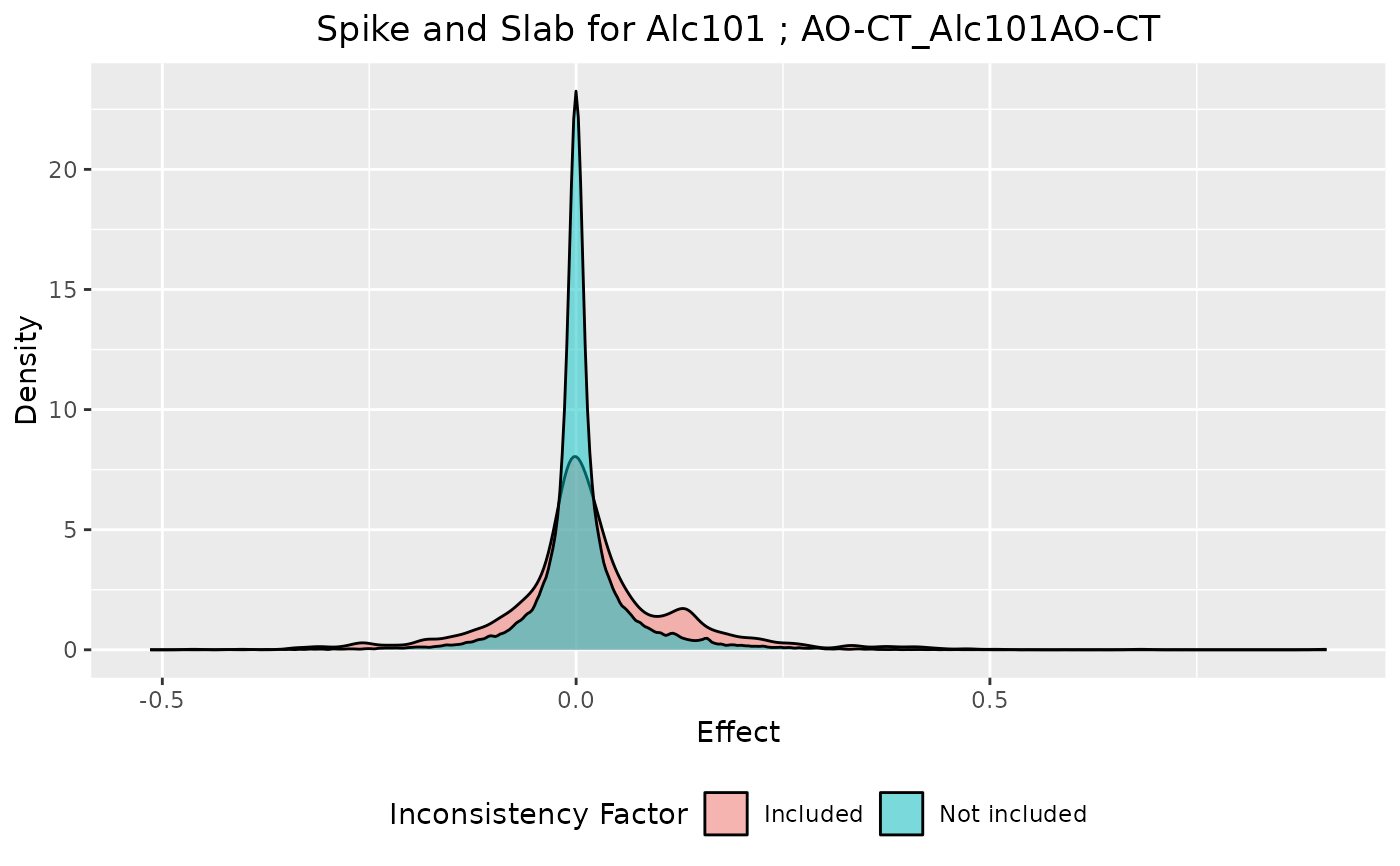 Spike and Slab for Alc101 ; AO-CT_Alc101AO-CT
Density
20
15
10
5
0
-0.5 0.0 0.5
Effect
Inconsistency Factor Included Not included